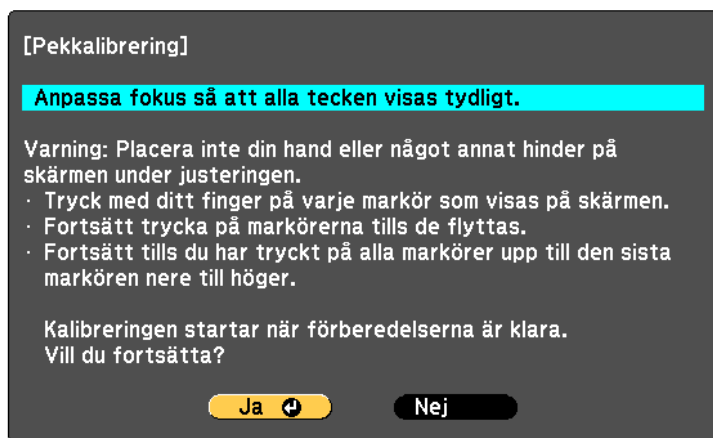 [Pekkalibrering]
Anpassa fokus så att alla tecken visas tydligt.
Varning: Placera inte din hand eller något annat hinder på
skärmen under justeringen.
· Tryck med ditt finger på varje markör som visas på skärmen.
· Fortsätt trycka på markörerna tills de flyttas.
· Fortsätt tills du har tryckt på alla markörer upp till den sista
markören nere till höger.
Kalibreringen startar när förberedelserna är klara.
Vill du fortsätta?
Ja Nej